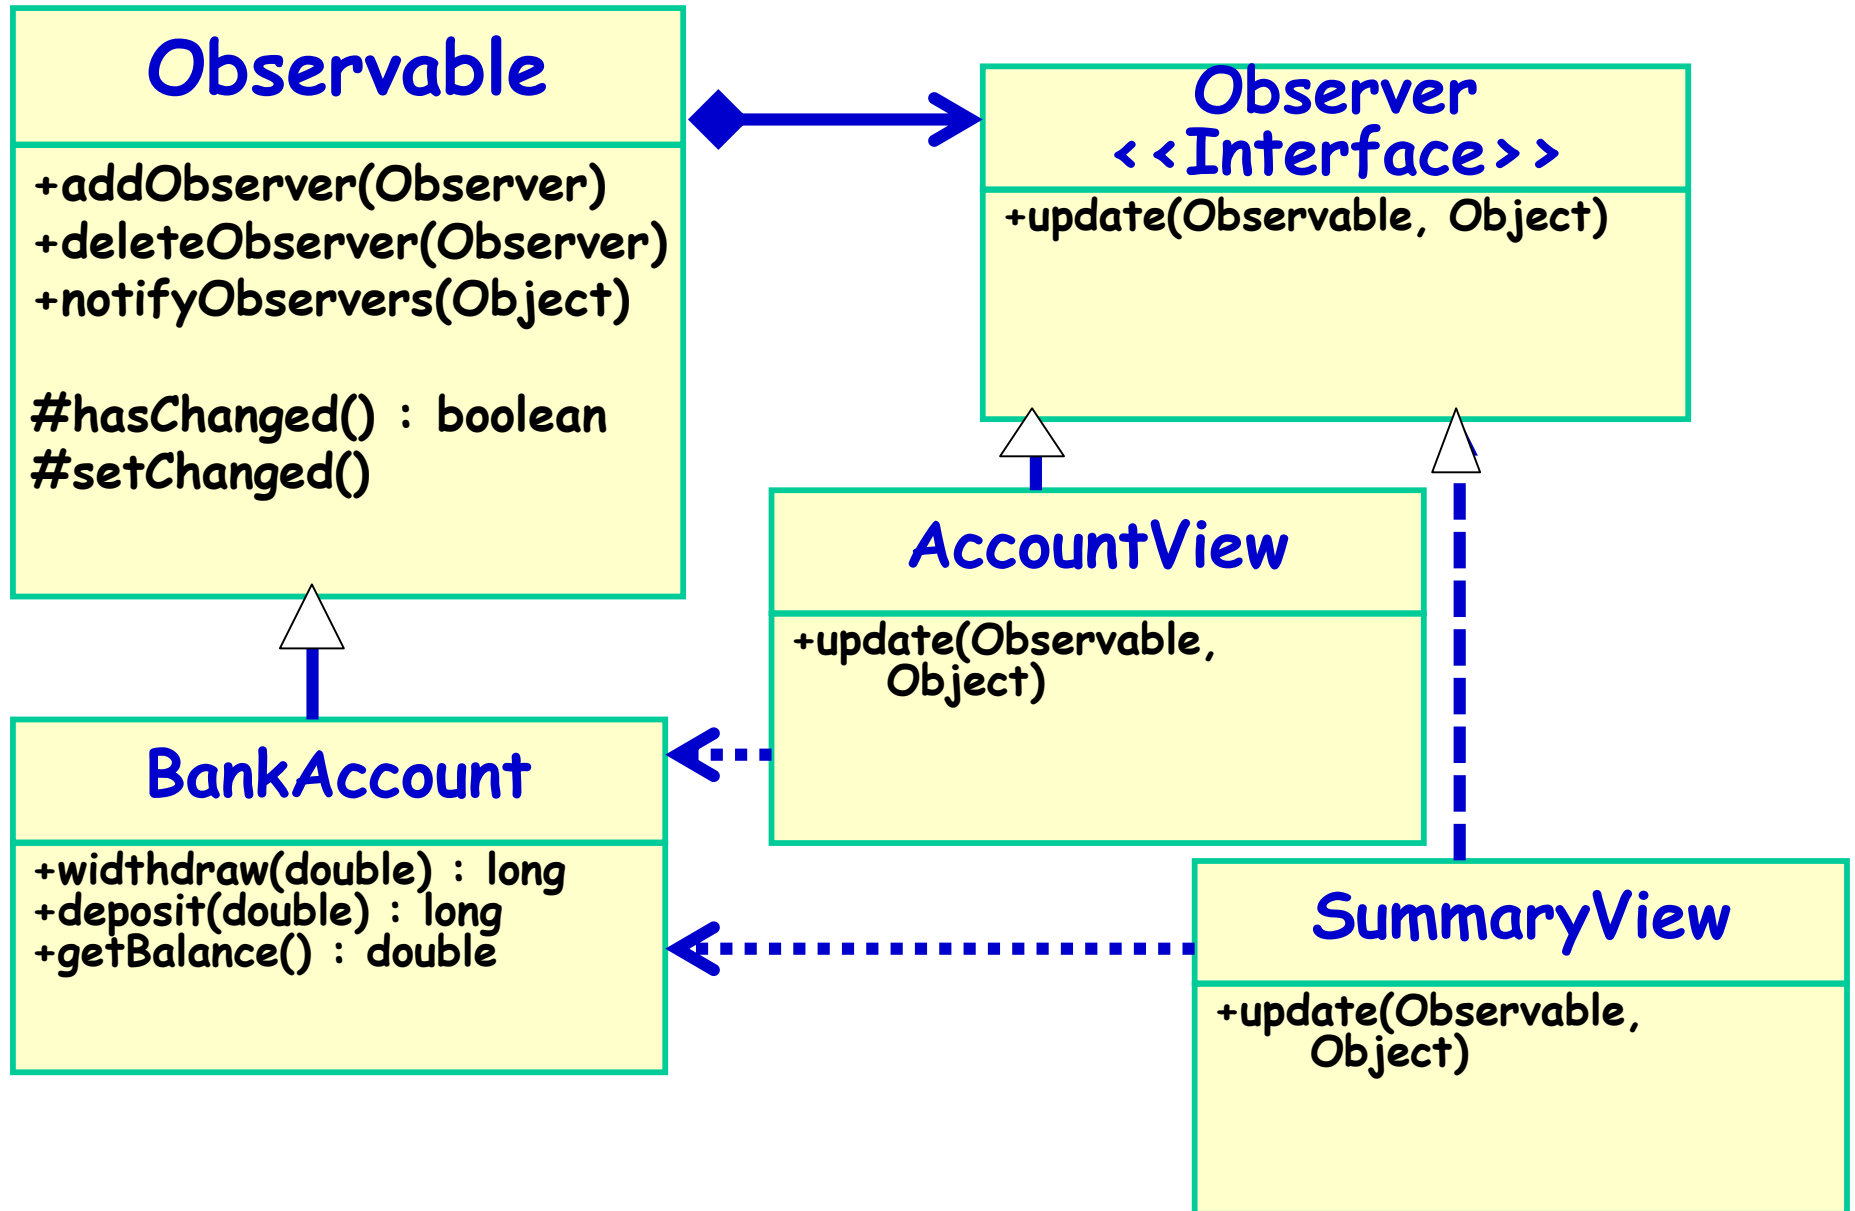 Observable
+addObserver(Observer)
+deleteObserver(Observer)
+notifyObservers(Object)
#hasChanged() : boolean
#setChanged()
Observer
<<Interface>>
+update(Observable, Object)
AccountView
+update(Observable,
Object)
BankAccount
+widthdraw(double) : long
+deposit(double) : long
+getBalance() : double
SummaryView
+update(Observable,
Object)